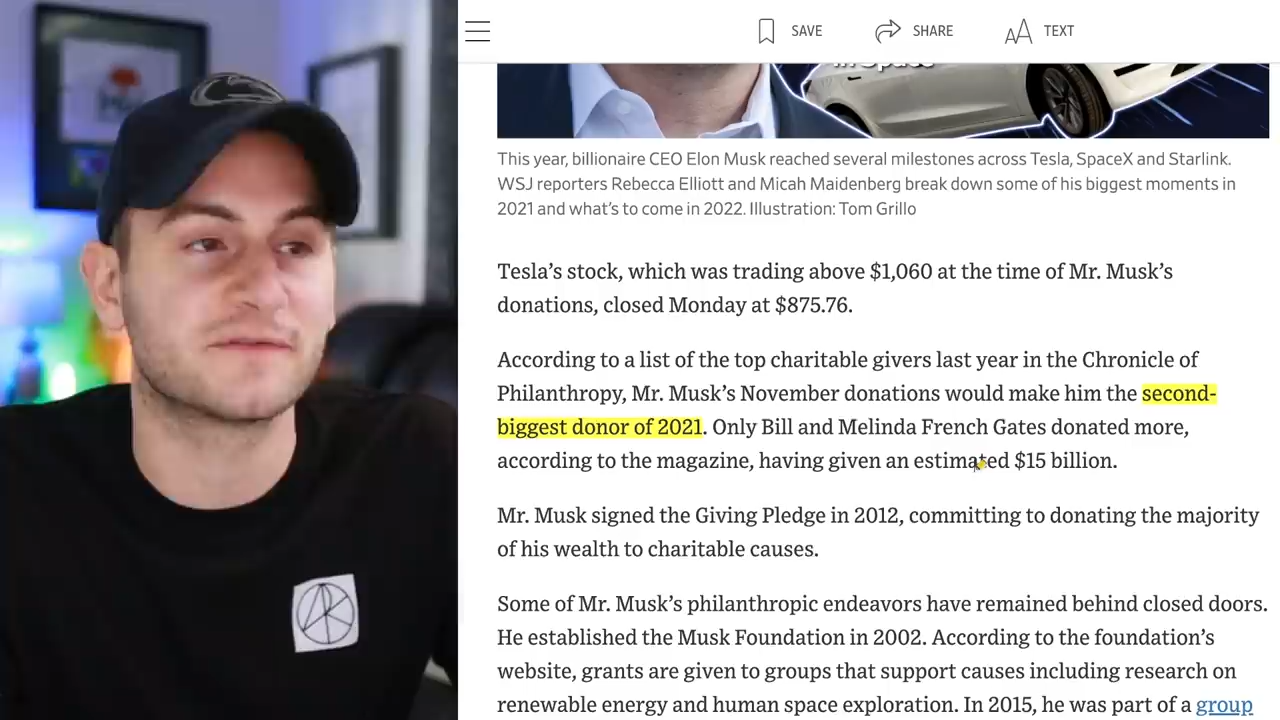 SAVE
SHARE
TEXT
in Space
This year, billionaire CEO Elon Musk reached several milestones across Tesla, SpaceX and Starlink.
WSJ reporters Rebecca Elliott and Micah Maidenberg break down some of his biggest moments in
2021 and what's to come in 2022. Illustration: Tom Grillo
Tesla's stock, which was trading above $1,060 at the time of Mr. Musk's
donations, closed Monday at $875.76.
According to a list of the top charitable givers last year in the Chronicle of
Philanthropy, Mr. Musk's November donations would make him the second-
biggest donor of 2021. Only Bill and Melinda French Gates donated more,
according to the magazine, having given an estimated $15 billion.
Mr. Musk signed the Giving Pledge in 2012, committing to donating the majority
of his wealth to charitable causes.
Some of Mr. Musk's philanthropic endeavors have remained behind closed doors.
He established the Musk Foundation in 2002. According to the foundation's
website, grants are given to groups that support causes including research on
renewable energy and human space exploration. In 2015, he was part of a group